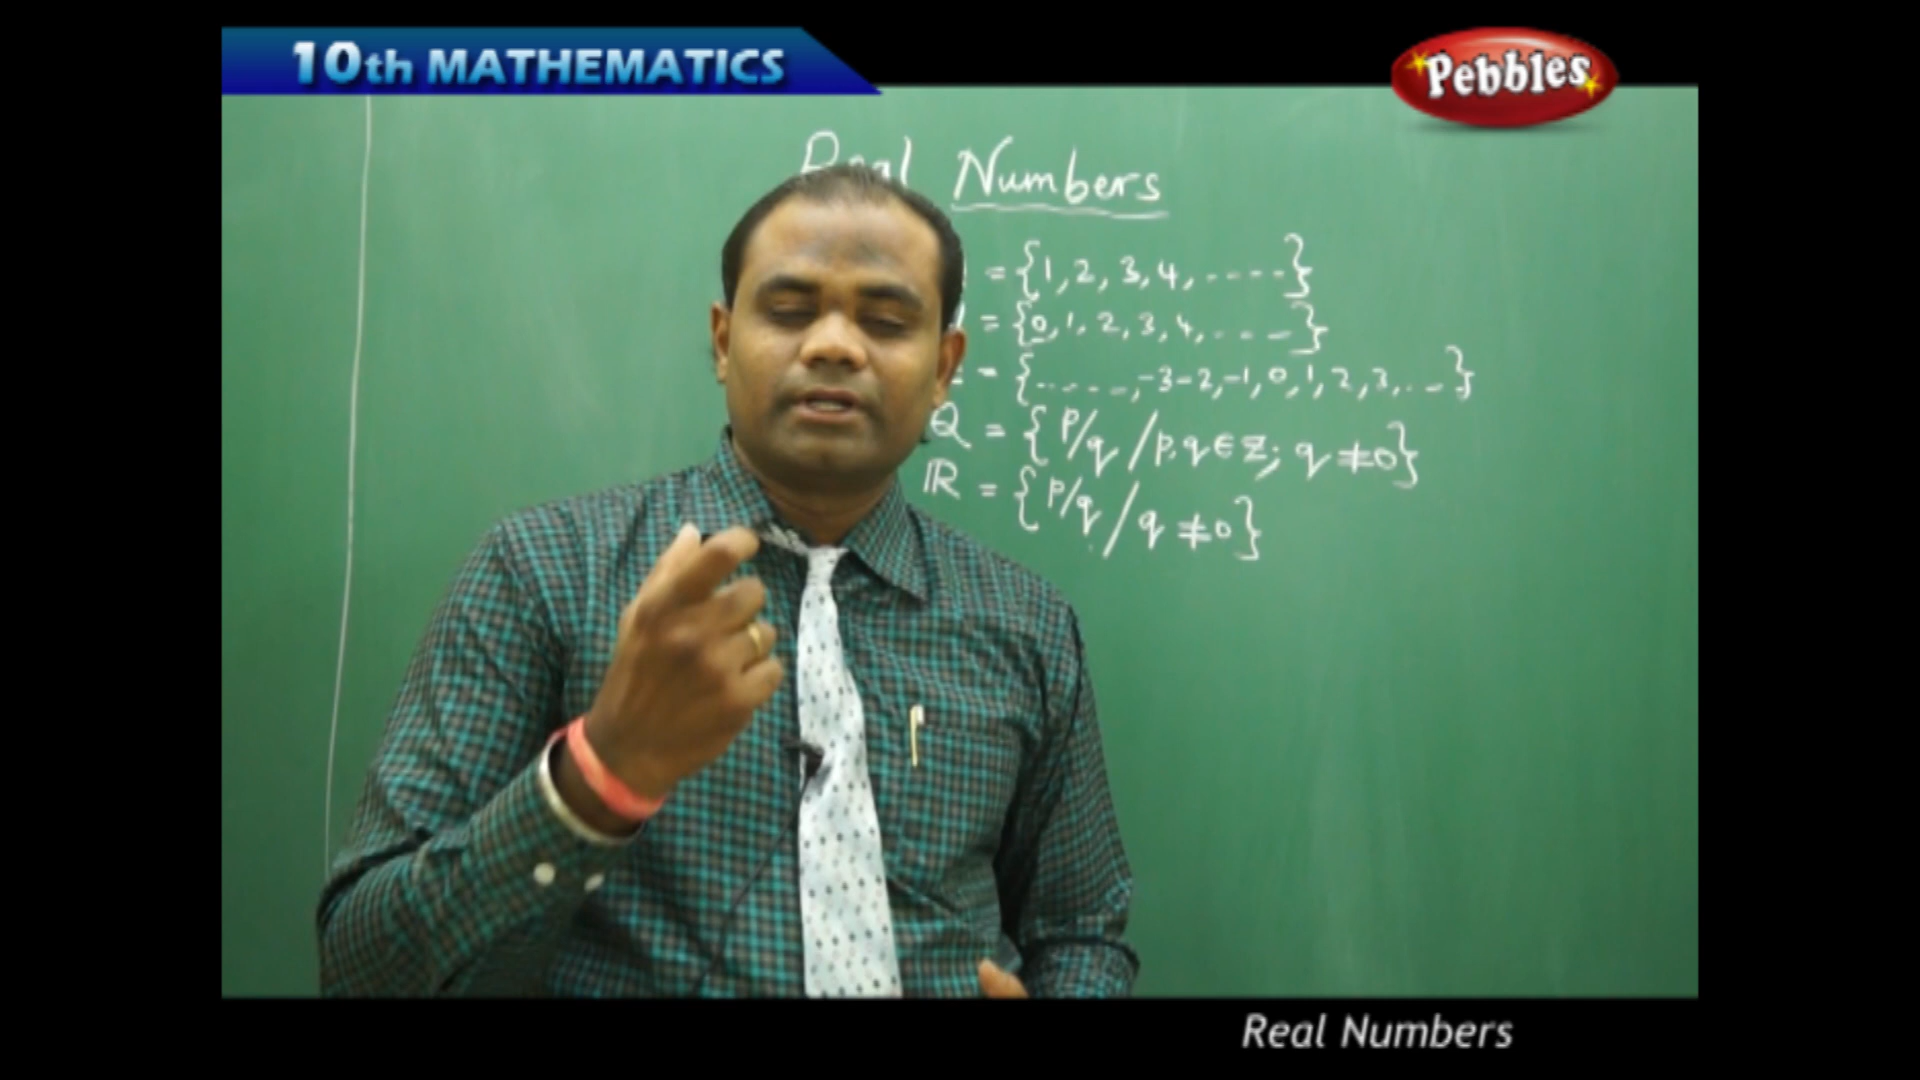 10th MATHEMATICS
Pebbles
Real Numbers
= {1, 2, 3, 4, .....}
= {0, 1, 2, 3, 4, .....}
= {....., -3 -2, -1, 0, 1, 2, 3, ...}
Q = {p/q / p, q ∈ Z; q ≠ 0}
ℝ = {p/q / q ≠ 0}
Real Numbers